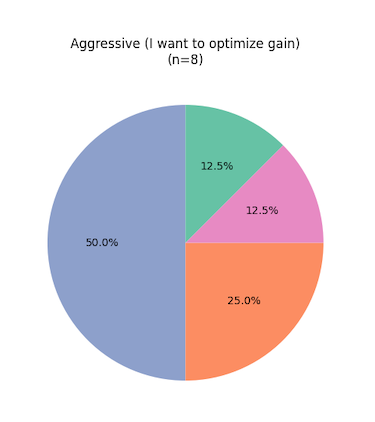 Aggressive (I want to optimize gain)
(n=8)
12.5%
12.5%
50.0%
25.0%